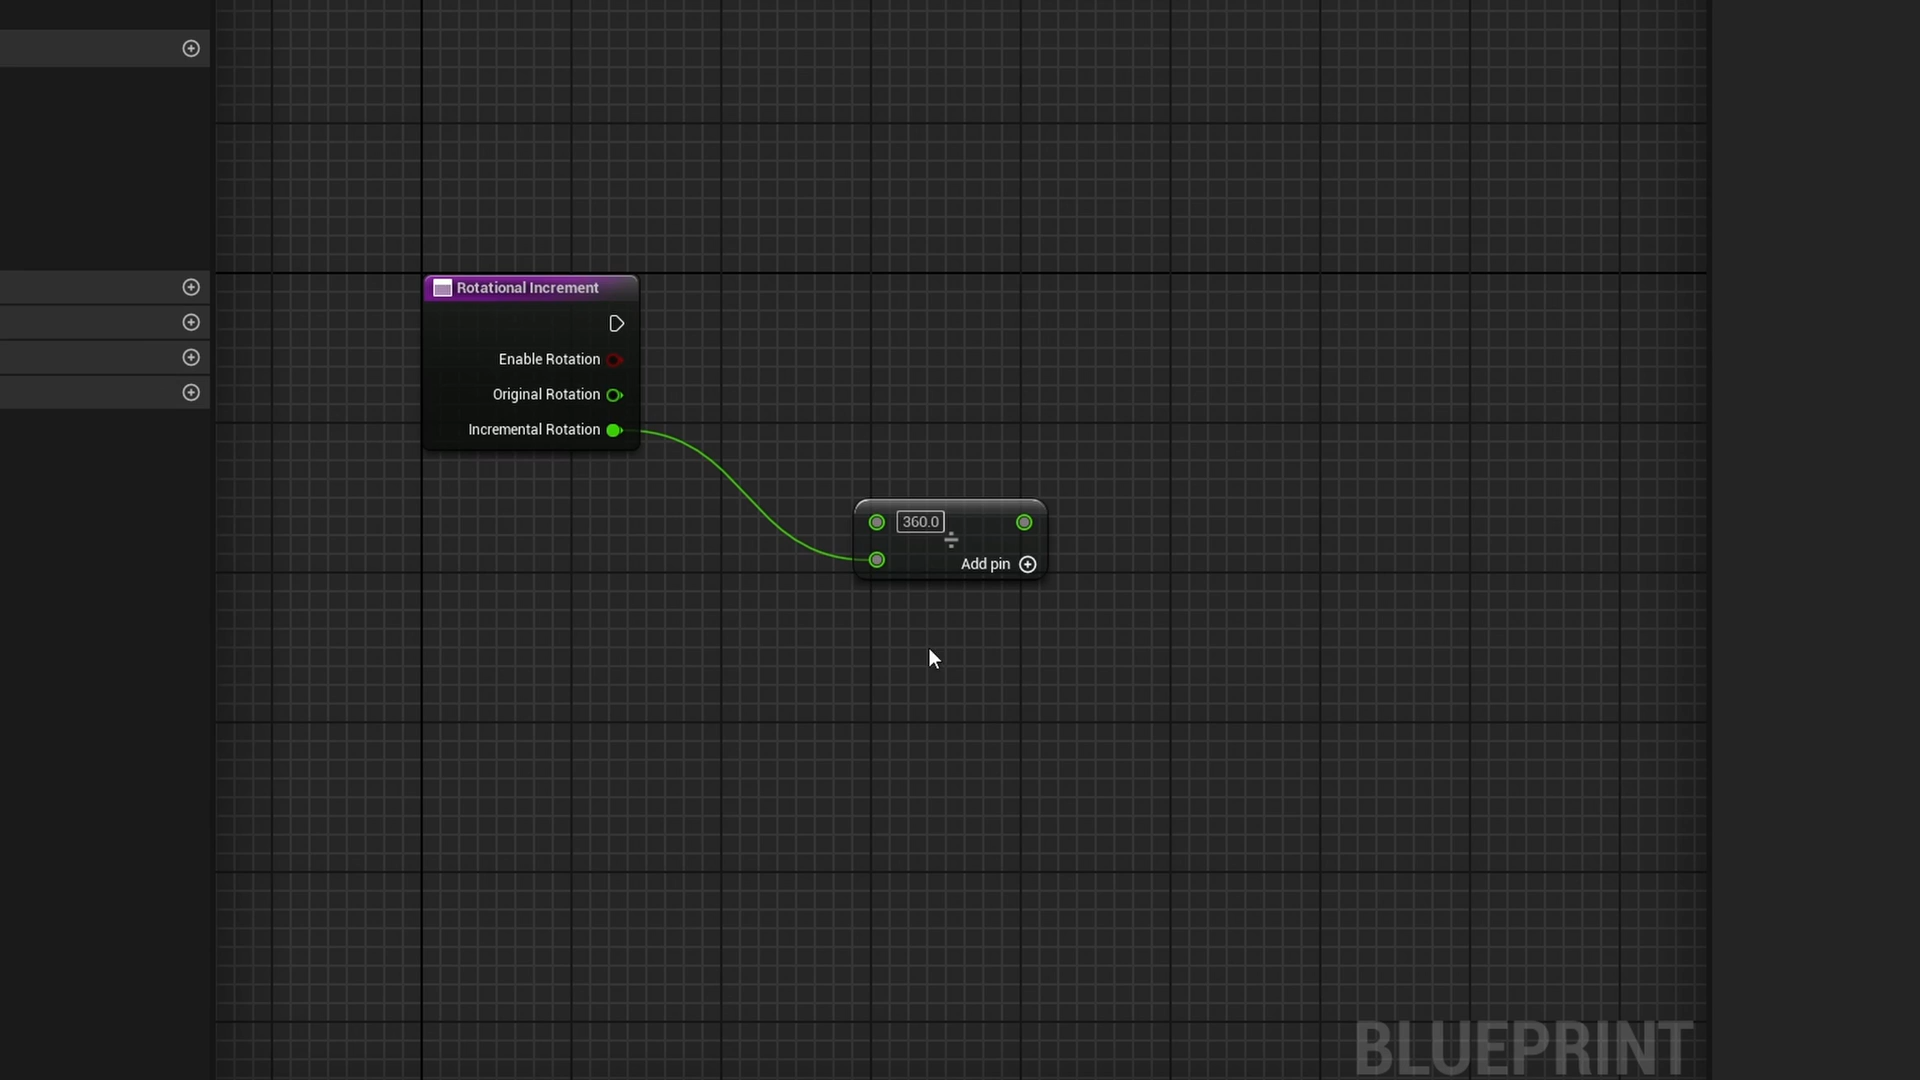 Rotational Increment
Enable Rotation
Original Rotation
Incremental Rotation
360.0
÷
Add pin
BLUEPRINT